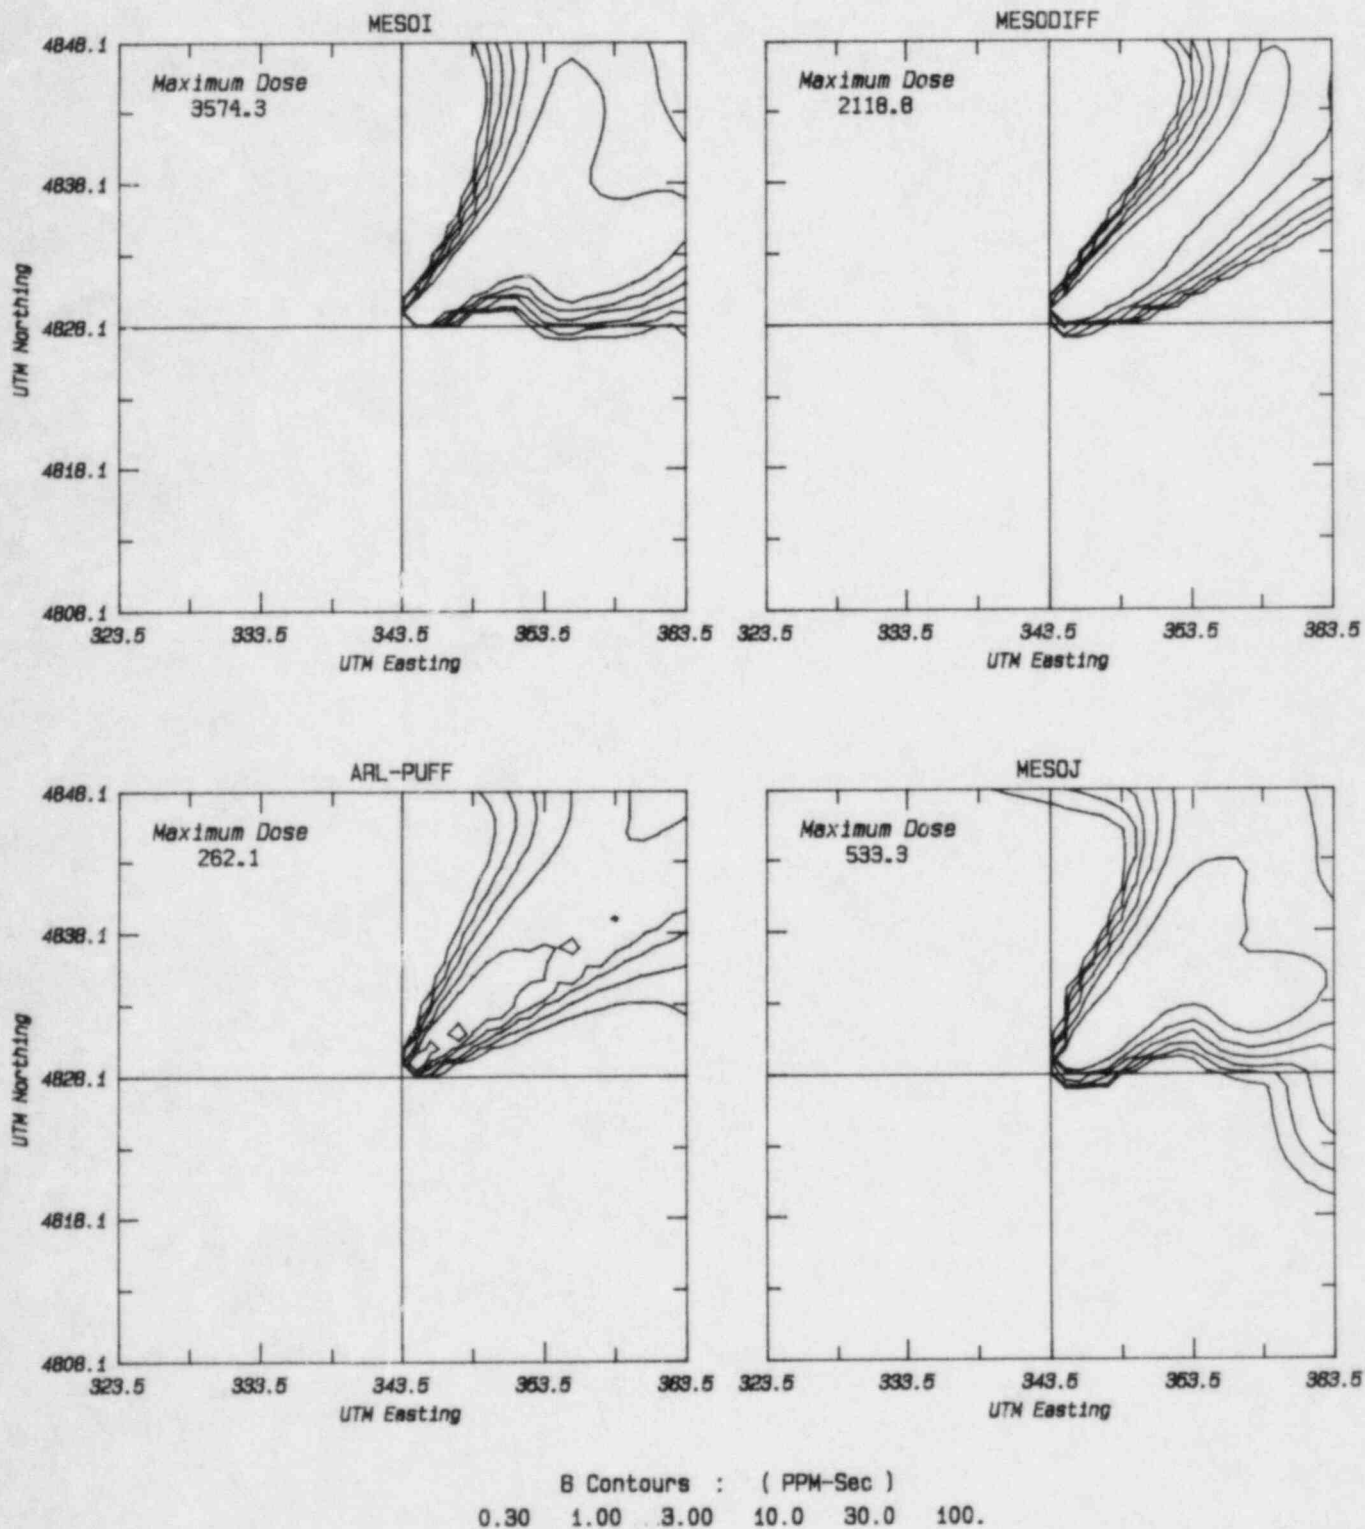 MESOI
4848.1
Maximum Dose
3574.3
4838.1
4828.1
4818.1
4808.1
UTM Northing
323.5 333.5 343.5 353.5 363.5
UTM Easting
MESODIFF
Maximum Dose
2118.8
323.5 333.5 343.5 353.5 363.5
UTM Easting
ARL-PUFF
4848.1
Maximum Dose
262.1
4838.1
4828.1
4818.1
4808.1
UTM Northing
323.5 333.5 343.5 353.5 363.5
UTM Easting
MESOJ
Maximum Dose
533.3
323.5 333.5 343.5 353.5 363.5
UTM Easting
6 Contours : ( PPM-Sec )
0.30 1.00 3.00 10.0 30.0 100.